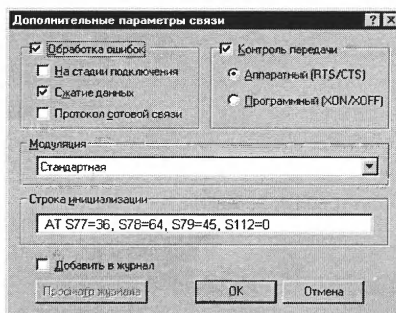 Дополнительные параметры связи
Обработка ошибок
На стадии подключения
Сжатие данных
Протокол сотовой связи
Контроль передачи
Аппаратный (RTS/CTS)
Программный (XON/XOFF)
Модуляция
Стандартная
Строка инициализации
AT S77=36, S78=64, S79=45, S112=0
Добавить в журнал
Просмотр журнала
OK
Отмена